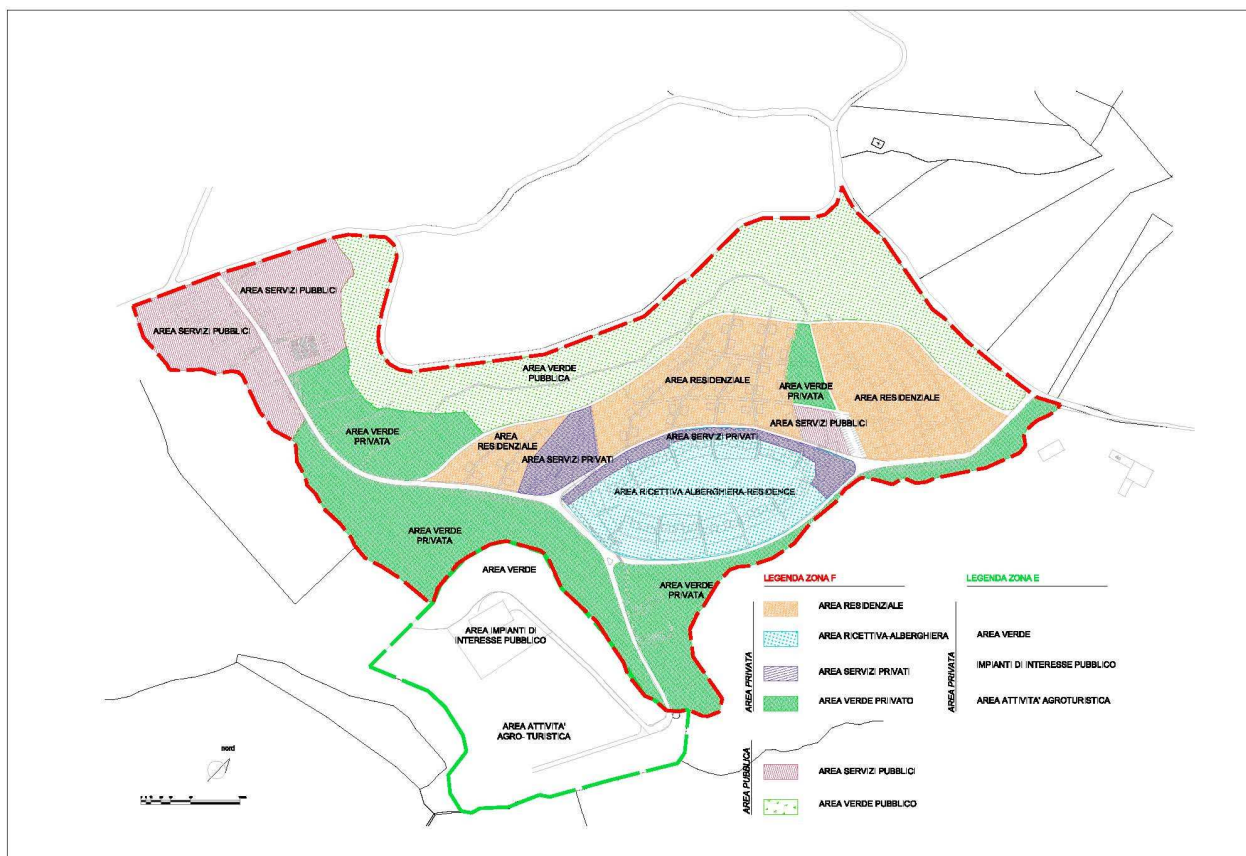 AREA SERVIZI PUBBLICI
AREA SERVIZI PUBBLICI
AREA VERDE
PUBBLICA
AREA RESIDENZIALE
AREA VERDE
PRIVATA
AREA RESIDENZIALE
AREA SERVIZI PUBBLICI
AREA VERDE
PRIVATA
AREA
RESIDENZIALE
AREA SERVIZI PRIVATI
AREA SERVIZI PRIVATI
AREA RICETTIVA ALBERGHIERA-RESIDENCE
AREA VERDE
PRIVATA
AREA VERDE
AREA VERDE
PRIVATA
AREA IMPIANTI DI
INTERESSE PUBBLICO
AREA ATTIVITA'
AGRO-TURISTICA
nord
LEGENDA ZONA F
AREA PRIVATA
AREA RESIDENZIALE
AREA RICETTIVA-ALBERGHIERA
AREA SERVIZI PRIVATI
AREA VERDE PRIVATO
AREA PUBBLICA
AREA SERVIZI PUBBLICI
AREA VERDE PUBBLICO
LEGENDA ZONA E
AREA PRIVATA
AREA VERDE
IMPIANTI DI INTERESSE PUBBLICO
AREA ATTIVITA' AGROTURISTICA